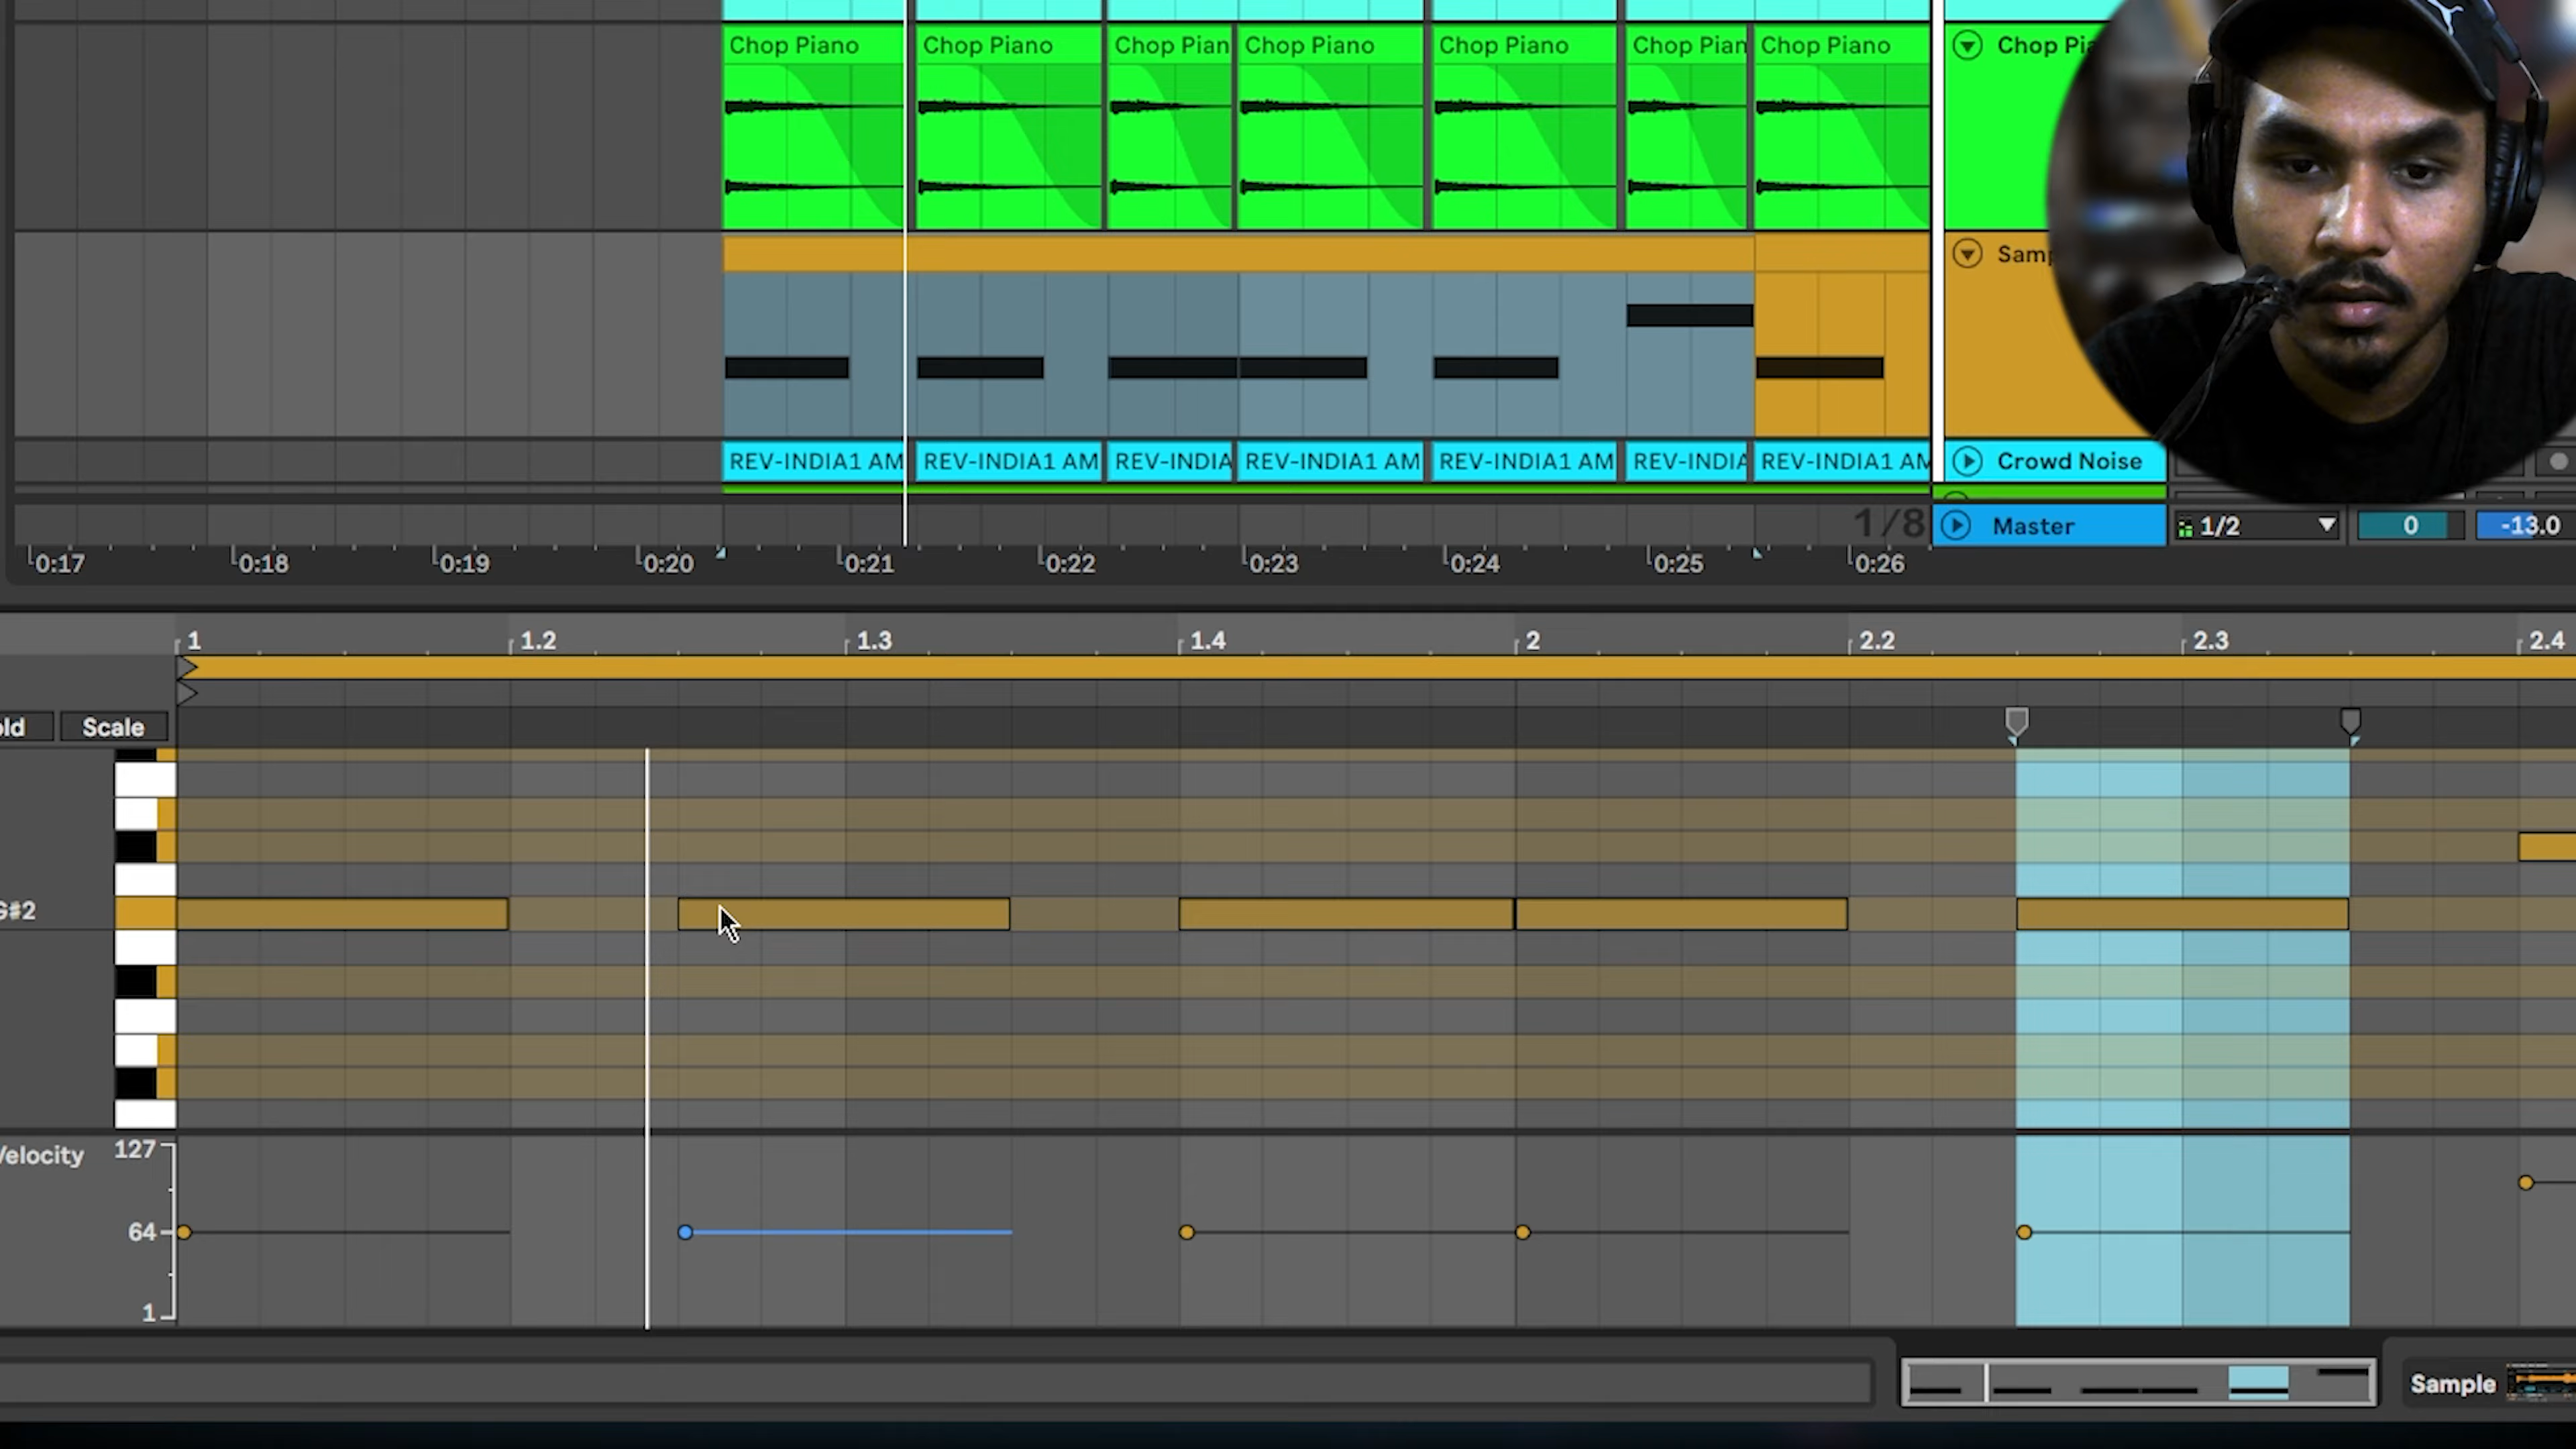 Chop Piano Chop Piano Chop Pian Chop Piano Chop Piano Chop Pian Chop Piano Chop Pia
Samp
REV-INDIA1 AM REV-INDIA1 AM REV-INDIA REV-INDIA1 AM REV-INDIA1 AM REV-INDIA REV-INDIA1 AM Crowd Noise
1/8 Master 1/2 0 -13.0
0:17 0:18 0:19 0:20 0:21 0:22 0:23 0:24 0:25 0:26
1 1.2 1.3 1.4 2 2.2 2.3 2.4
old Scale
G#2
Velocity 127
64
1
Sample